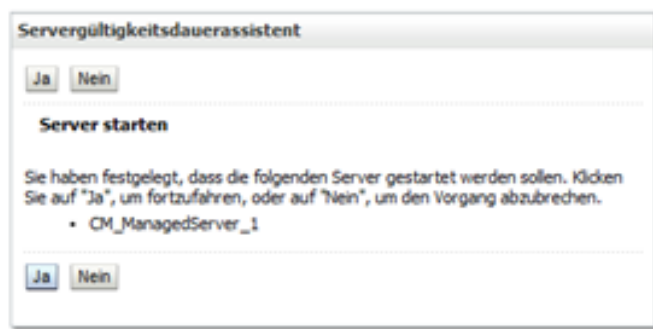 Servergültigkeitsdauerassistent
Ja Nein
Server starten
Sie haben festgelegt, dass die folgenden Server gestartet werden sollen. Klicken
Sie auf "Ja", um fortzufahren, oder auf "Nein", um den Vorgang abzubrechen.
• CM_ManagedServer_1
Ja Nein